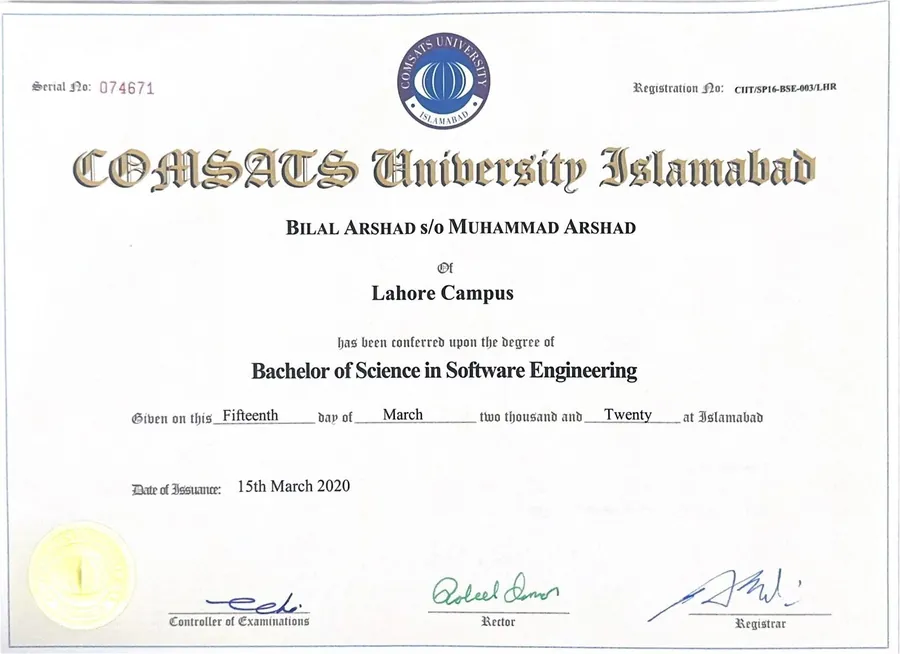 COMSATS UNIVERSITY
ISLAMABAD
Serial No: 074671
Registration No: CIIT/SP16-BSE-003/LHR
COMSATS University Islamabad
BILAL ARSHAD s/o MUHAMMAD ARSHAD
Of
Lahore Campus
has been conferred upon the degree of
Bachelor of Science in Software Engineering
Given on this Fifteenth day of March two thousand and Twenty at Islamabad
Date of Issuance: 15th March 2020
Controller of Examinations
Rector
Registrar